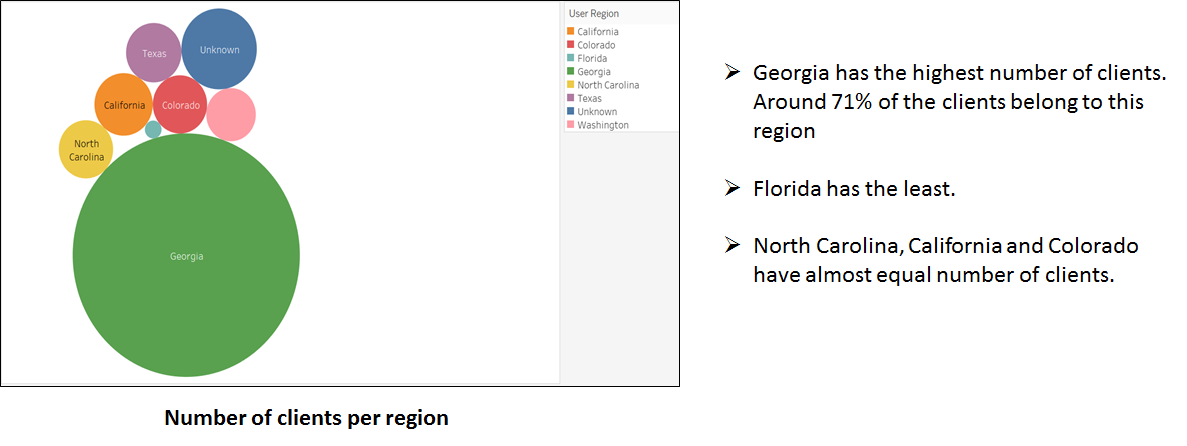 Texas
Unknown
California
Colorado
North
Carolina
Georgia
User Region
California
Colorado
Florida
Georgia
North Carolina
Texas
Unknown
Washington
Number of clients per region
➢ Georgia has the highest number of clients.
Around 71% of the clients belong to this
region
➢ Florida has the least.
➢ North Carolina, California and Colorado
have almost equal number of clients.